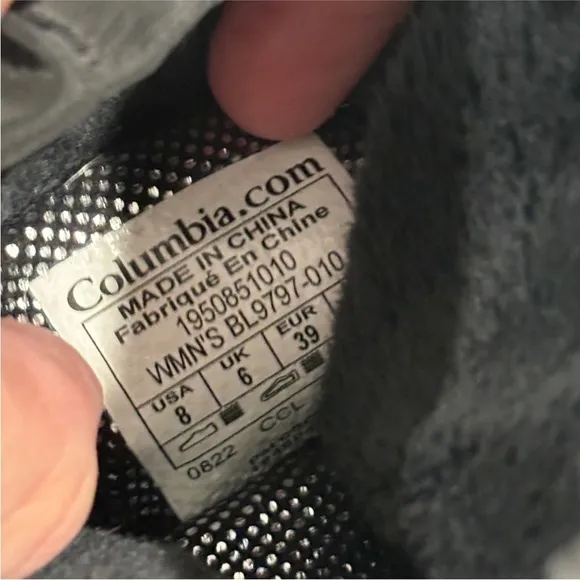 Columbia.com
MADE IN CHINA
Fabriqué En Chine
1950851010
WMN'S BL9797-010
USA UK EUR
8 6 39
0822 CCL